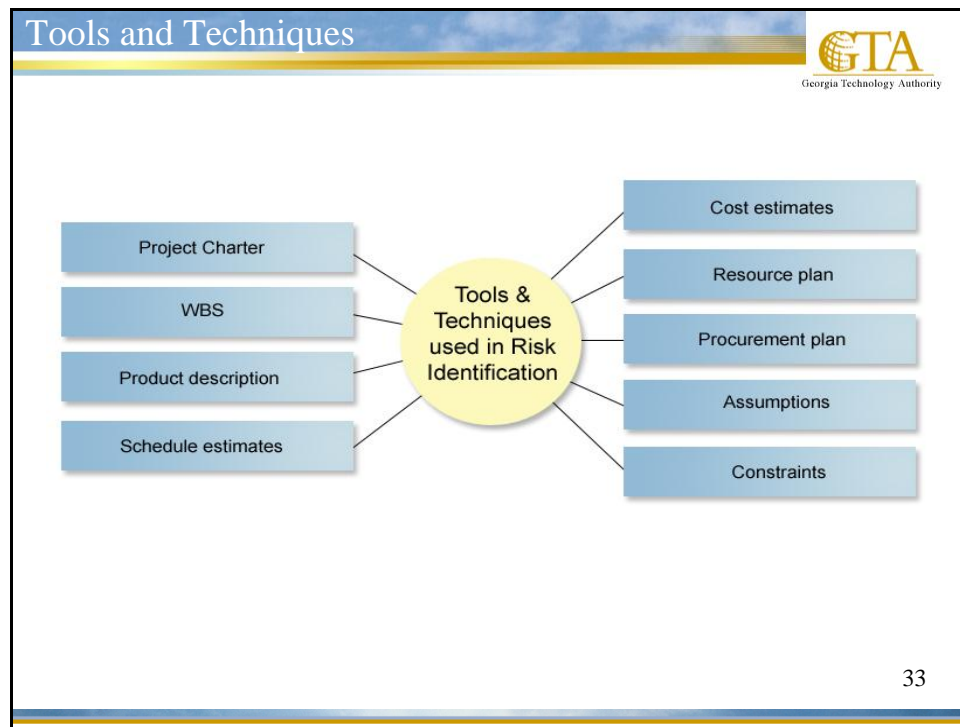 Tools and Techniques
GTA
Georgia Technology Authority
Project Charter
WBS
Product description
Schedule estimates
Tools &
Techniques
used in Risk
Identification
Cost estimates
Resource plan
Procurement plan
Assumptions
Constraints
33